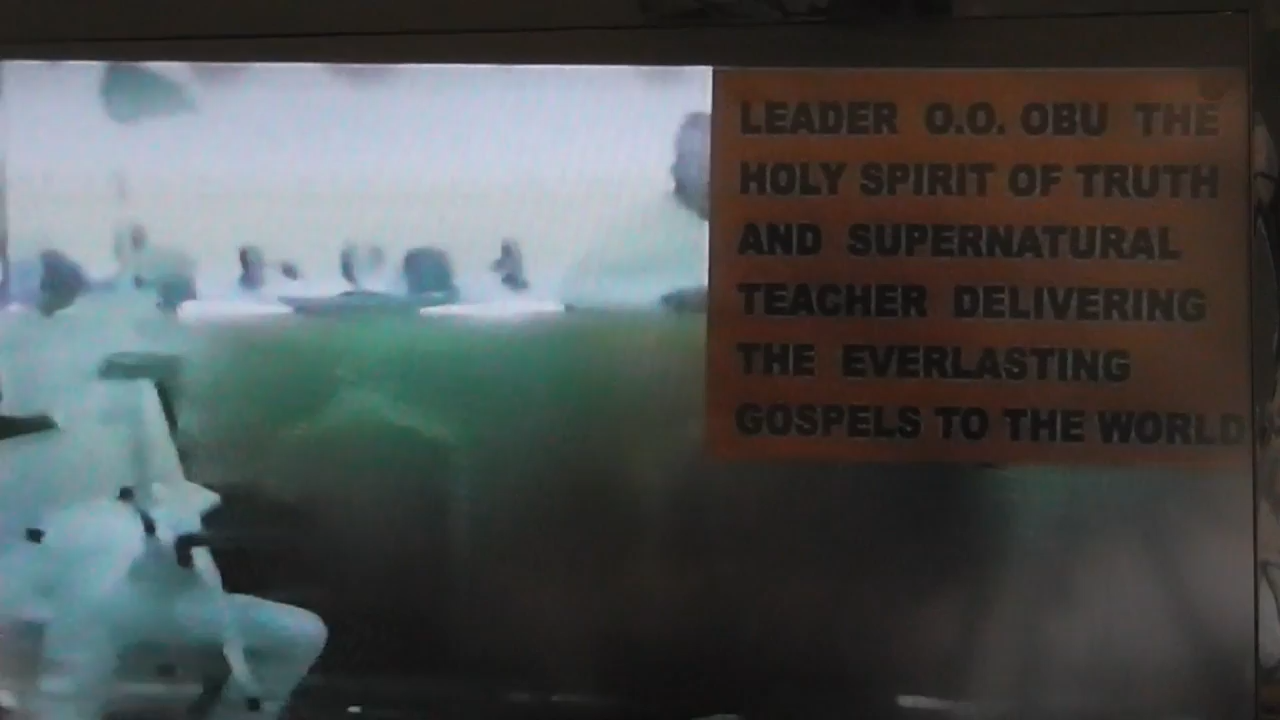 LEADER O.O. OBU THE
HOLY SPIRIT OF TRUTH
AND SUPERNATURAL
TEACHER DELIVERING
THE EVERLASTING
GOSPELS TO THE WORLD